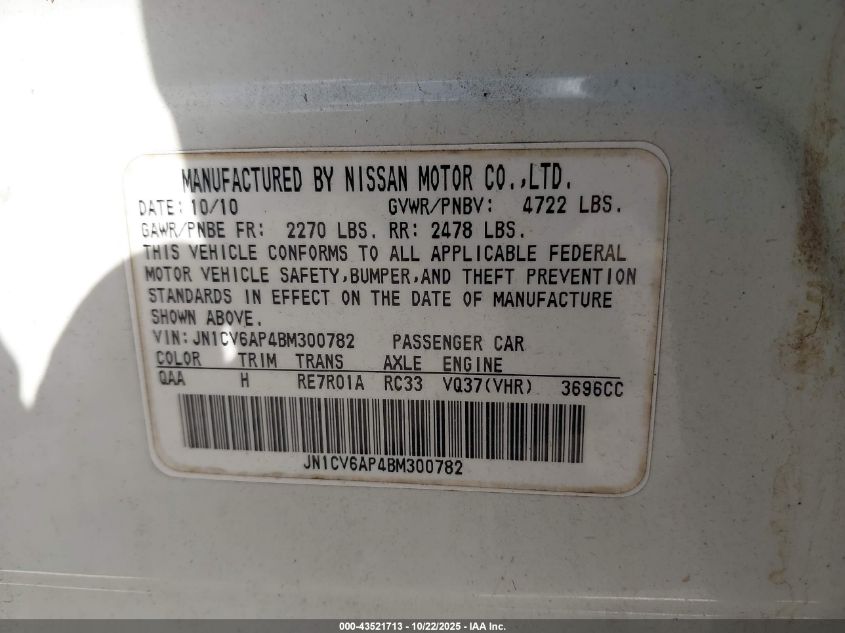 MANUFACTURED BY NISSAN MOTOR CO.,LTD.
DATE: 10/10 GVWR/PNBV: 4722 LBS.
GAWR/PNBE FR: 2270 LBS. RR: 2478 LBS.
THIS VEHICLE CONFORMS TO ALL APPLICABLE FEDERAL
MOTOR VEHICLE SAFETY,BUMPER,AND THEFT PREVENTION
STANDARDS IN EFFECT ON THE DATE OF MANUFACTURE
SHOWN ABOVE.
VIN: JN1CV6AP4BM300782 PASSENGER CAR
COLOR TRIM TRANS AXLE ENGINE
QAA H RE7R01A RC33 VQ37(VHR) 3696CC
JN1CV6AP4BM300782
000-43521713 - 10/22/2025 - IAA Inc.